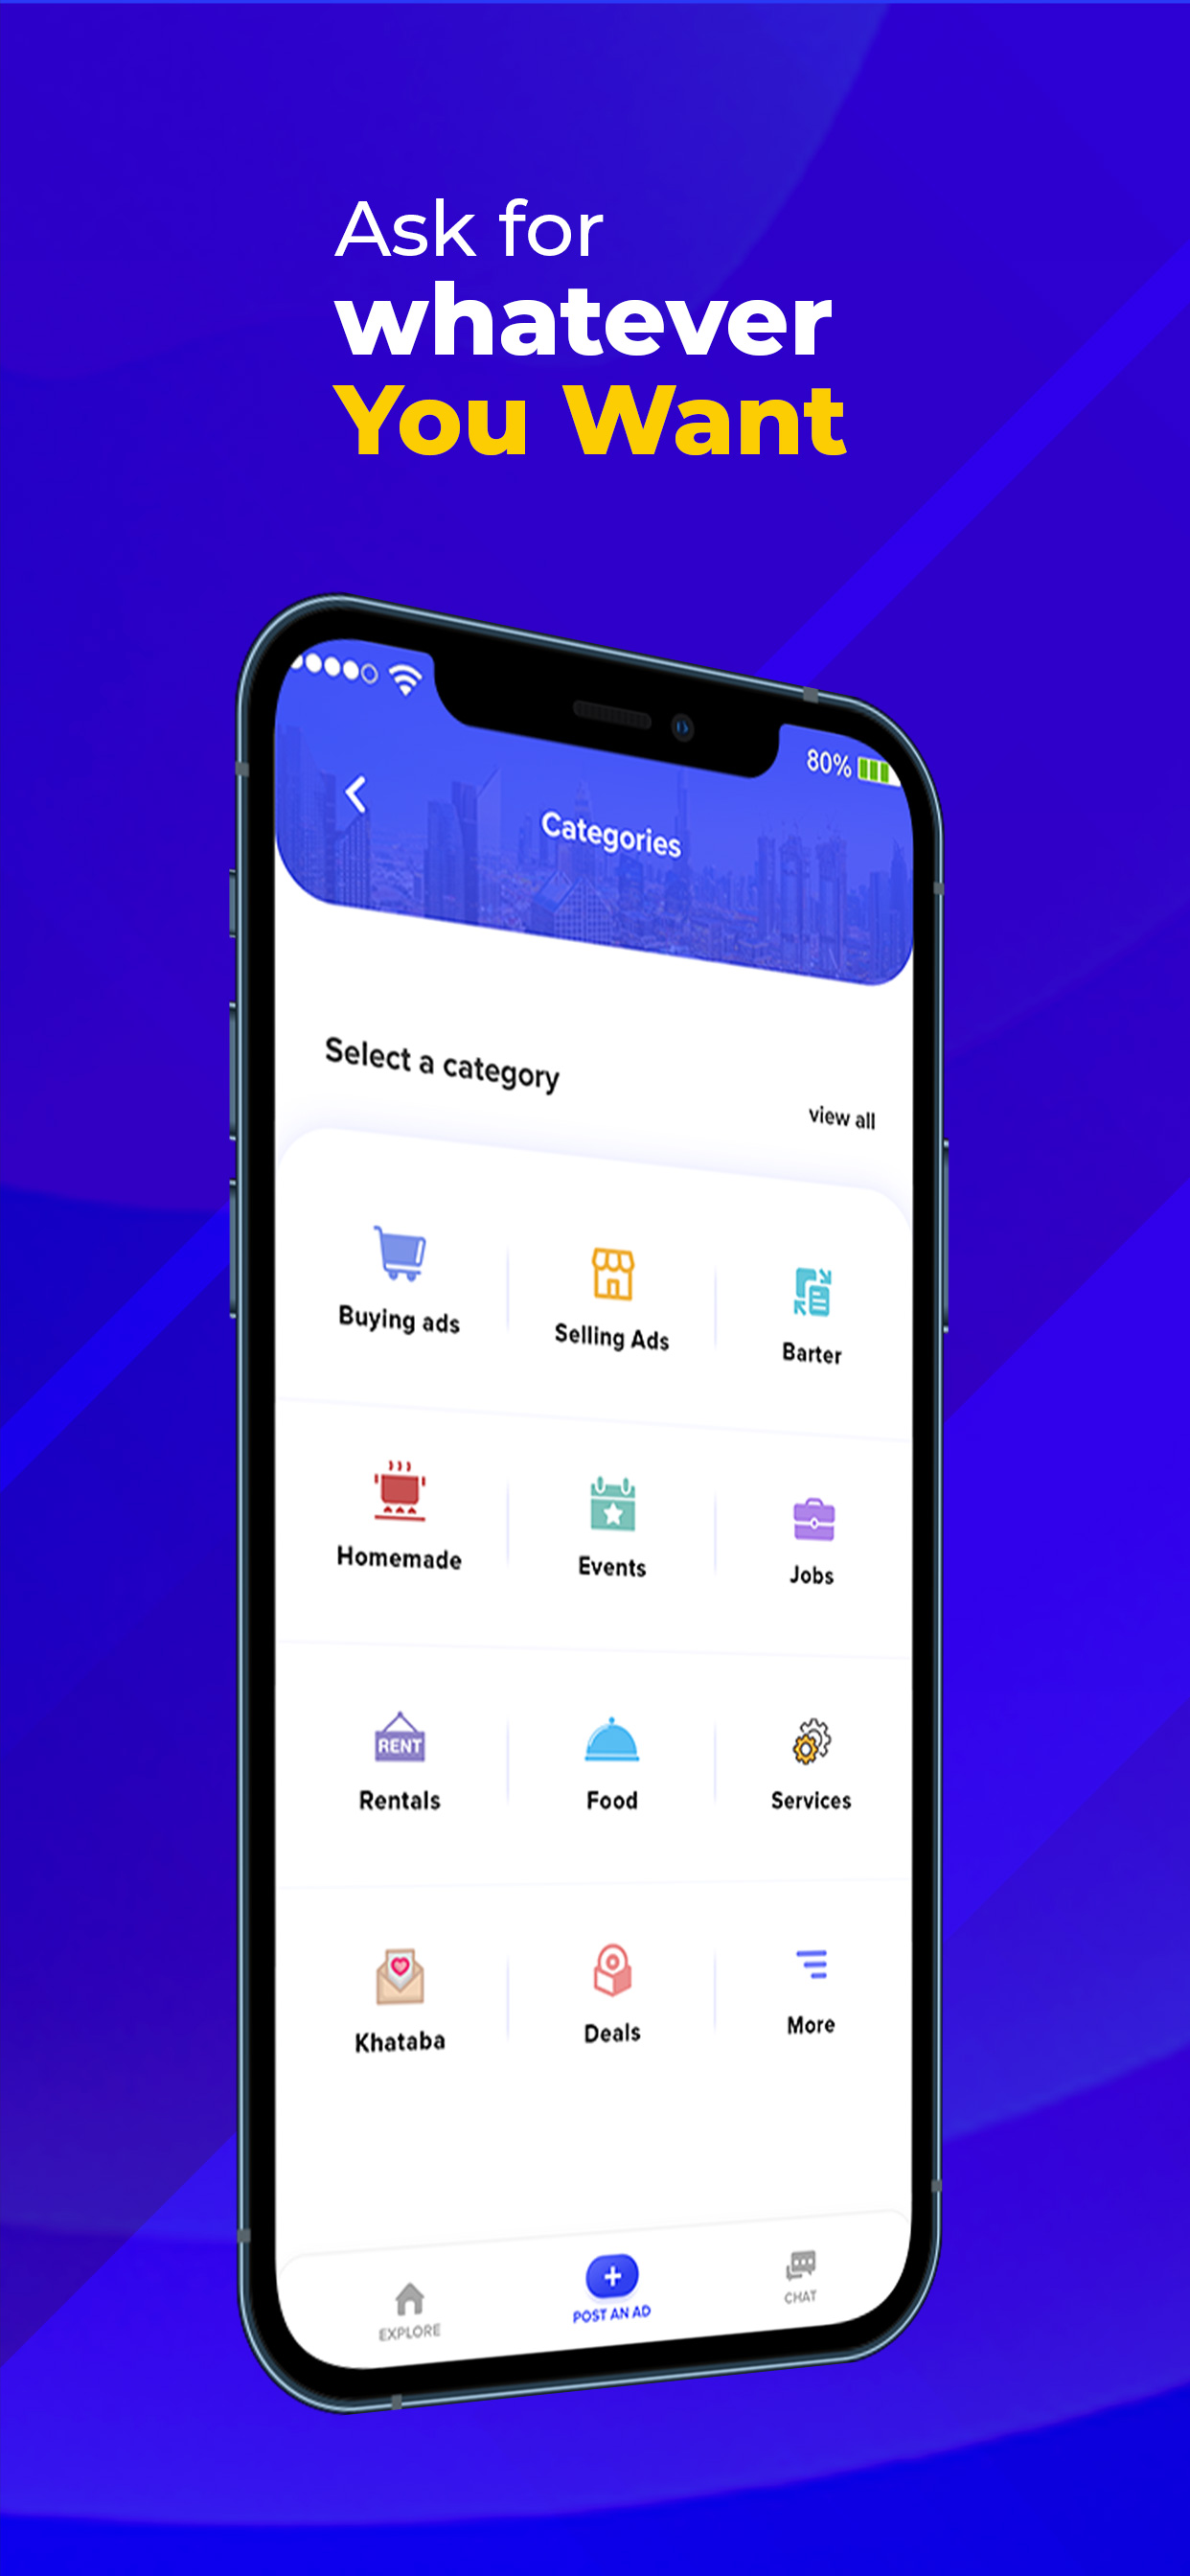 Ask for
whatever
You Want
80%
Categories
Select a category
view all
Buying ads
Selling Ads
Barter
Homemade
Events
Jobs
RENT
Rentals
Food
Services
Khataba
Deals
More
EXPLORE
POST AN AD
CHAT